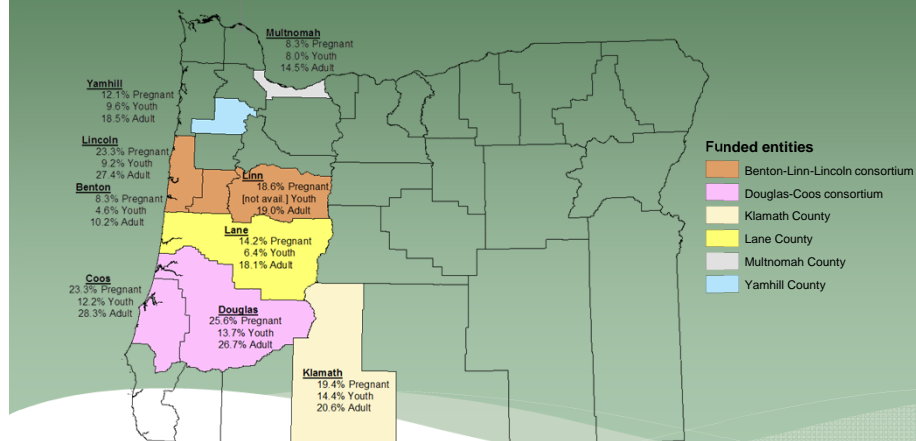 Multnomah
8.3% Pregnant
8.0% Youth
14.5% Adult
Yamhill
12.1% Pregnant
9.6% Youth
18.5% Adult
Lincoln
23.3% Pregnant
9.2% Youth
27.4% Adult
Benton
8.3% Pregnant
4.6% Youth
10.2% Adult
Linn
18.6% Pregnant
[not avail.] Youth
19.0% Adult
Lane
14.2% Pregnant
6.4% Youth
18.1% Adult
Coos
23.3% Pregnant
12.2% Youth
28.3% Adult
Douglas
25.6% Pregnant
13.7% Youth
26.7% Adult
Klamath
19.4% Pregnant
14.4% Youth
20.6% Adult
Funded entities
Benton-Linn-Lincoln consortium
Douglas-Coos consortium
Klamath County
Lane County
Multnomah County
Yamhill County